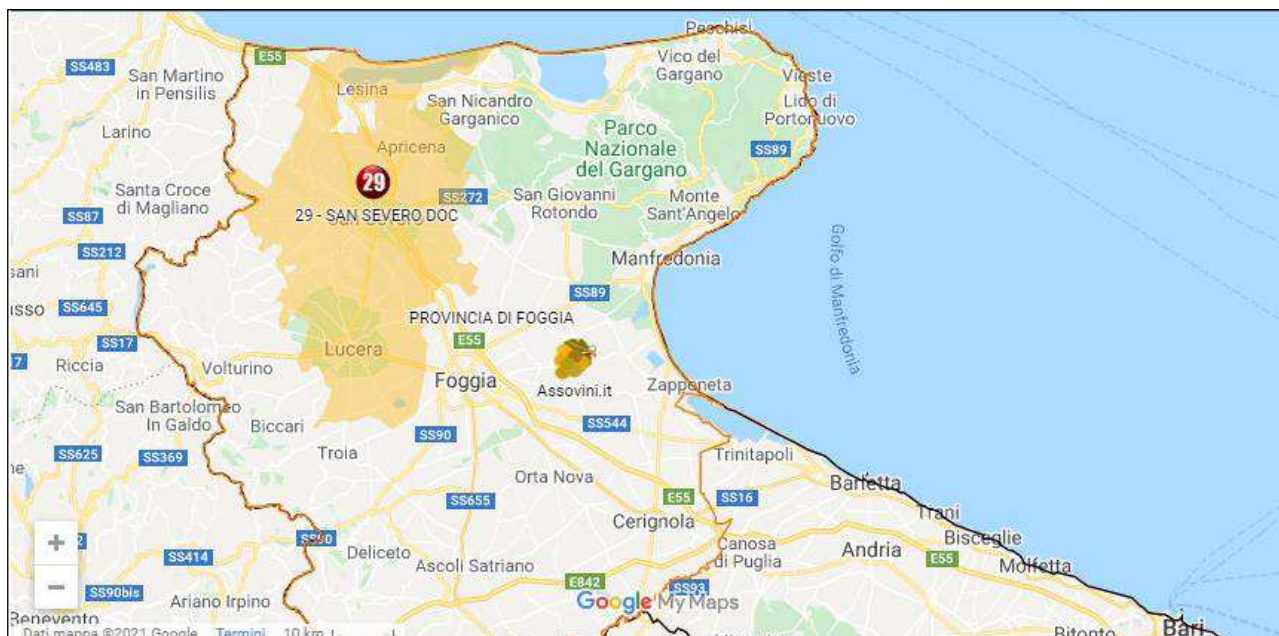 Peschisi
SS483
E55
San Martino
in Pensilis
Lesina
Vico del
Gargano
Vieste
San Nicandro
Garganico
Lido di
Portonuovo
Larino
Apricena
Parco
Nazionale
del Gargano
SS89
29
Santa Croce
di Magliano
SS272
San Giovanni
Rotondo
Monte
Sant'Angelo
SS87
29 - SAN SEVERO DOC
SS212
Manfredonia
Golfo di Manfredonia
SS89
SS645
PROVINCIA DI FOGGIA
SS17
E55
Riccia
Volturino
Lucera
Foggia
Assovini.it
Zapponeta
San Bartolomeo
In Galdo
Biccari
SS90
SS544
SS625
SS369
Troia
Trinitapoli
Orta Nova
Barletta
SS655
E55
SS16
Trani
Cerignola
Bisceglie
SS90
Deliceto
Canosa
di Puglia
Andria
E55
Molfetta
SS414
Ascoli Satriano
E842
SS93
SS90bis
Ariano Irpino
Google My Maps
Benevento
Bari
Bitonto
Dati mappa ©2021 Google
Termini
10 km